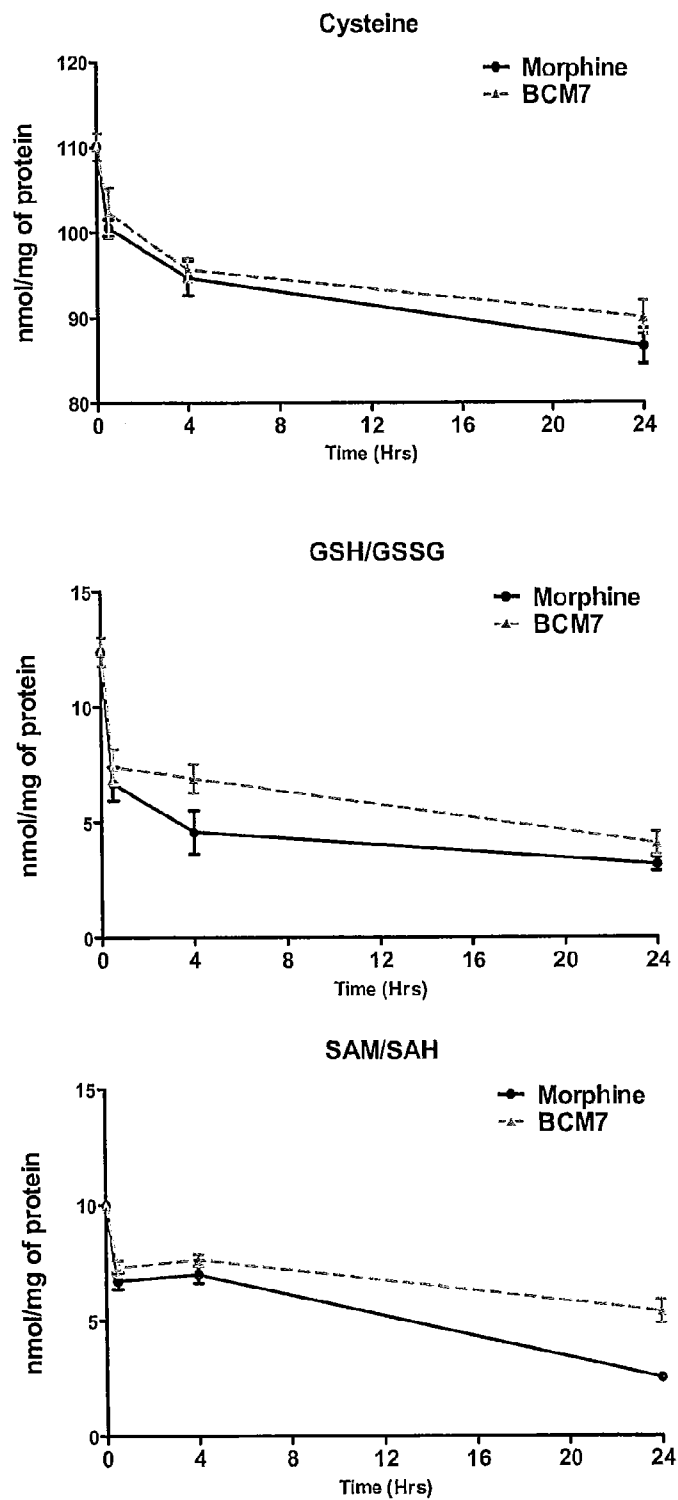 Cysteine
Morphine
BCM7
nmol/mg of protein
120
110
100
90
80
0 4 8 12 16 20 24
Time (Hrs)
GSH/GSSG
Morphine
BCM7
nmol/mg of protein
15
10
5
0
0 4 8 12 16 20 24
Time (Hrs)
SAM/SAH
Morphine
BCM7
nmol/mg of protein
15
10
5
0
0 4 8 12 16 20 24
Time (Hrs)